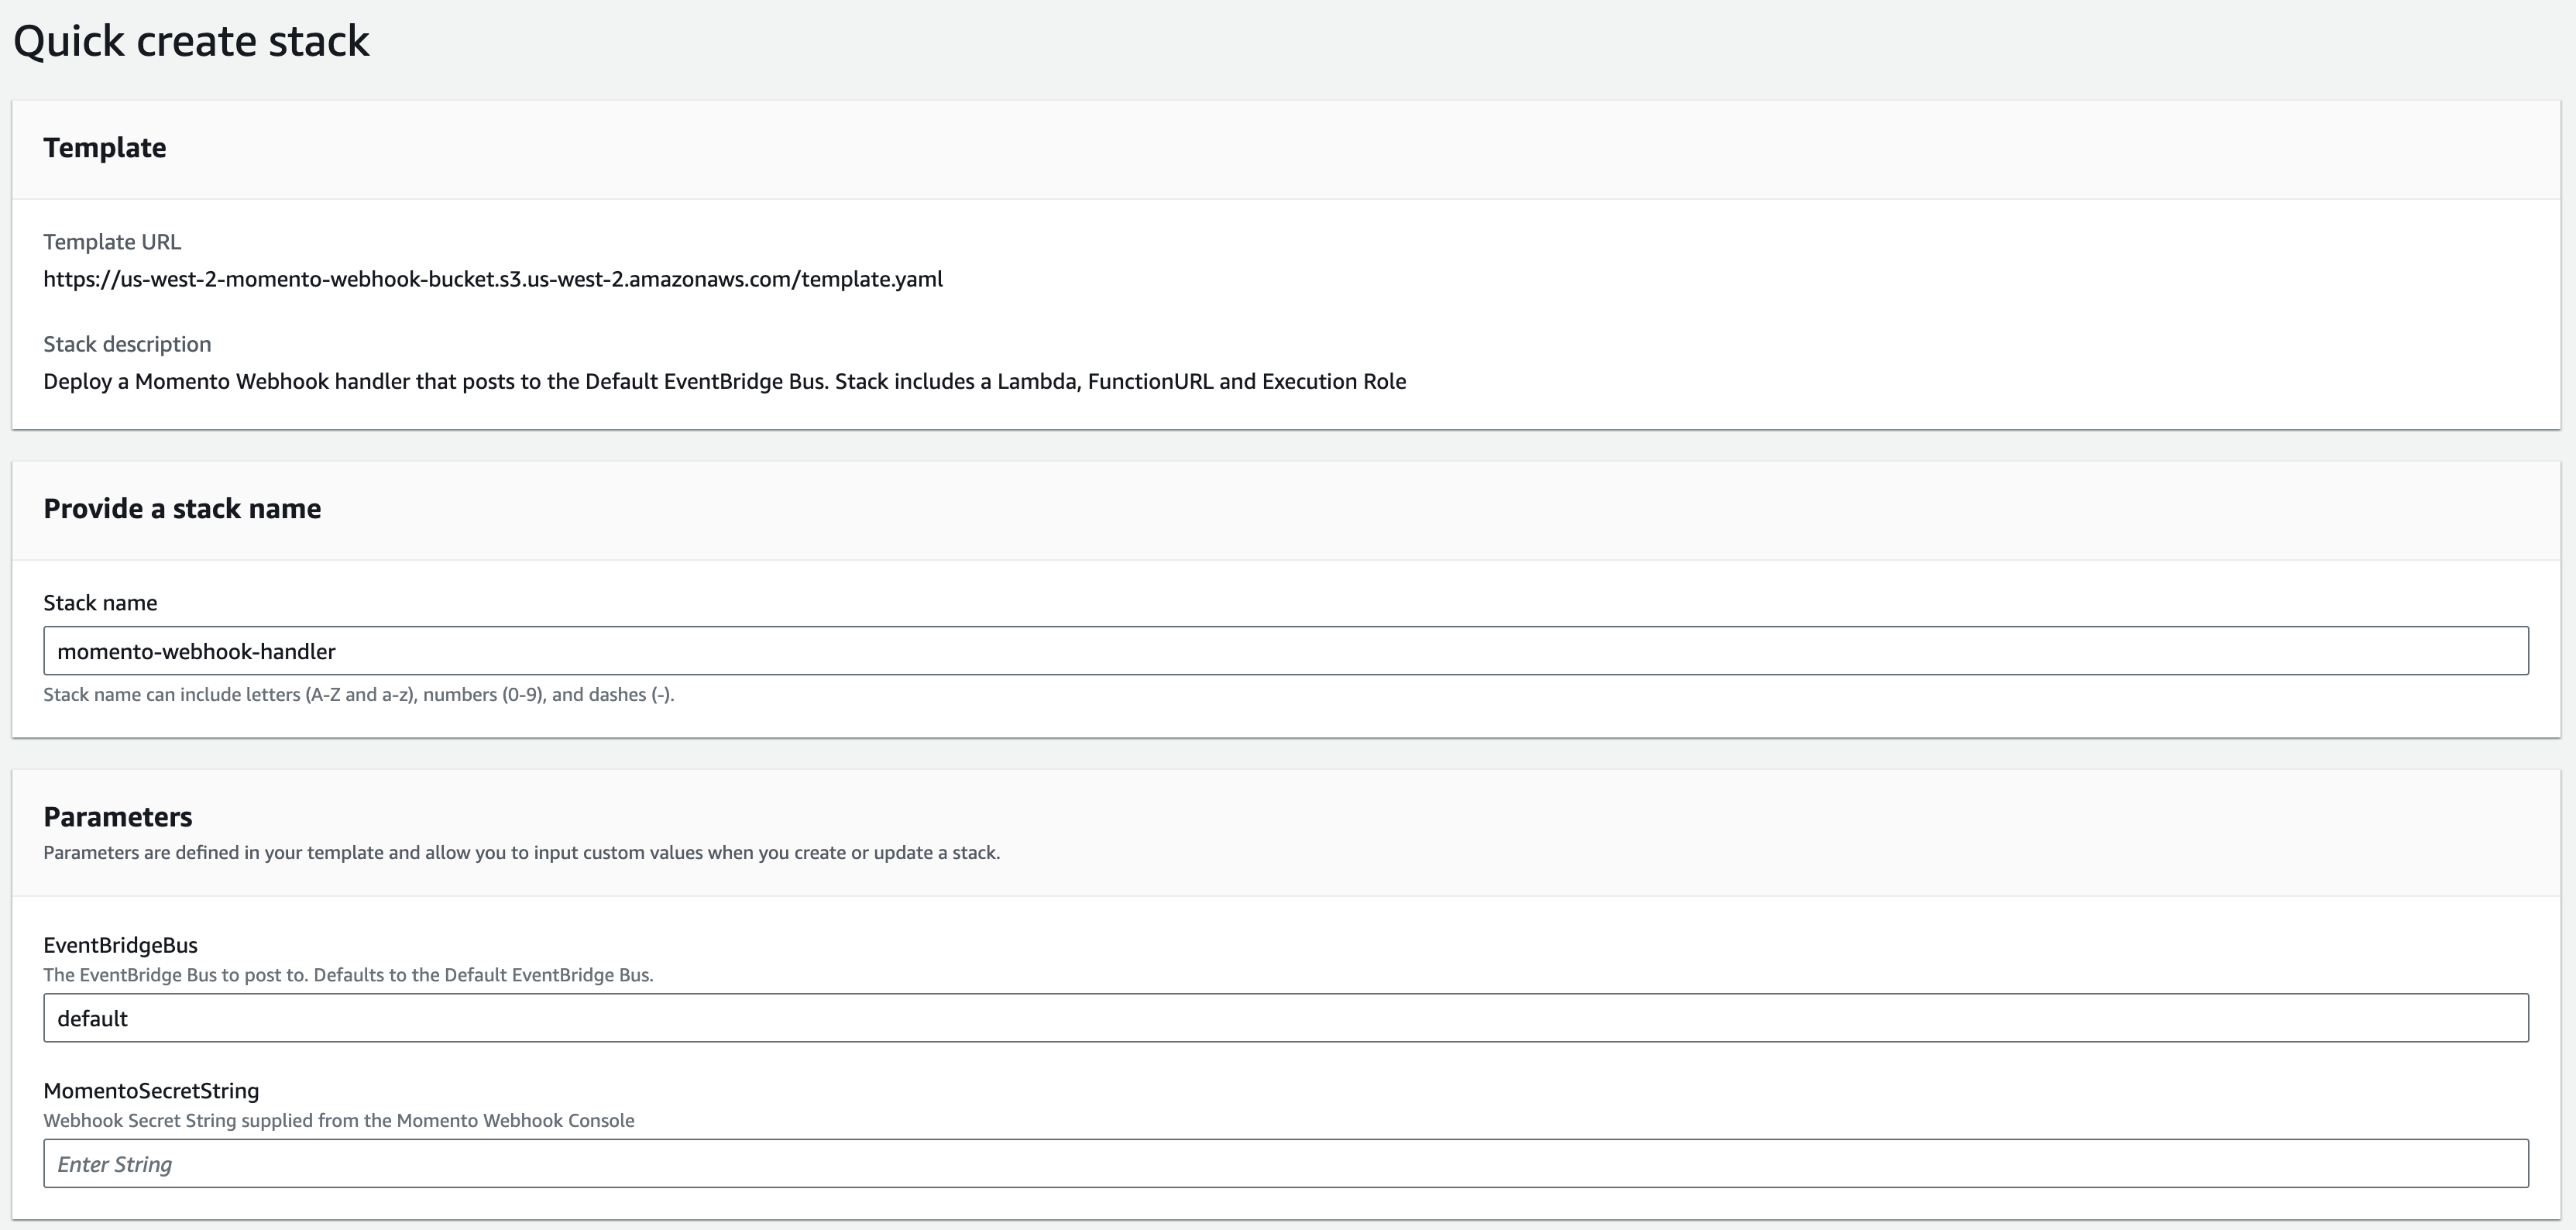 Quick create stack
Template
Template URL
https://us-west-2-momento-webhook-bucket.s3.us-west-2.amazonaws.com/template.yaml
Stack description
Deploy a Momento Webhook handler that posts to the Default EventBridge Bus. Stack includes a Lambda, FunctionURL and Execution Role
Provide a stack name
Stack name
momento-webhook-handler
Stack name can include letters (A-Z and a-z), numbers (0-9), and dashes (-).
Parameters
Parameters are defined in your template and allow you to input custom values when you create or update a stack.
EventBridgeBus
The EventBridge Bus to post to. Defaults to the Default EventBridge Bus.
default
MomentoSecretString
Webhook Secret String supplied from the Momento Webhook Console
Enter String